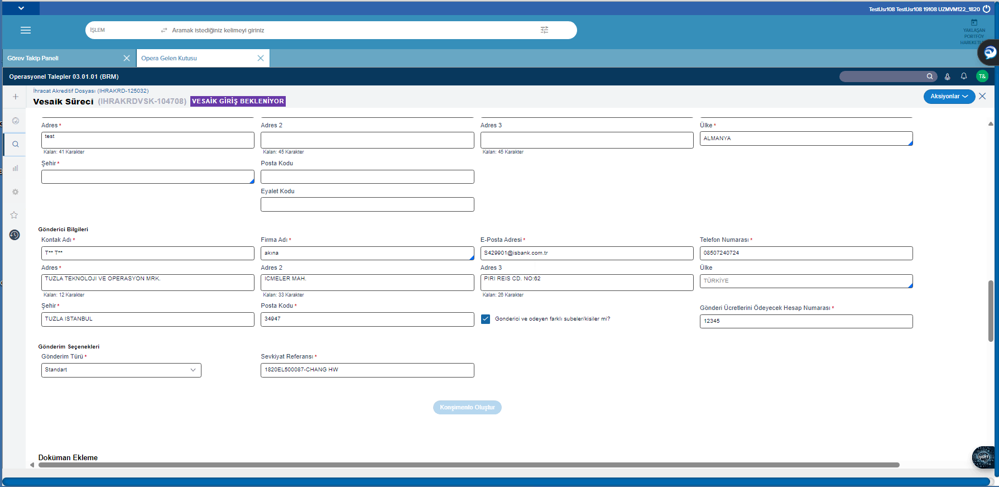 TestUsr108 TestUsr108 19108 UZMVM122_1820
İŞLEM
Aramak istediğiniz kelimeyi giriniz
YAKLAŞAN
PORTFÖY
Görev Takip Paneli
Opera Gelen Kutusu
Operasyonel Talepler 03.01.01 (BRM)
T&
İhracat Akreditif Dosyası (IHRAKRD-125032)
Vesaik Süreci (IHRAKRDVSK-104708) VESAİK GİRİŞ BEKLENİYOR
Aksiyonlar
Adres * Adres 2 Adres 3 Ülke *
test ALMANYA
Kalan: 41 Karakter Kalan: 45 Karakter Kalan: 45 Karakter
Şehir * Posta Kodu
Eyalet Kodu
Gönderici Bilgileri
Kontak Adı * Firma Adı * E-Posta Adresi * Telefon Numarası *
T** T** akına S429901@isbank.com.tr 08507240724
Adres * Adres 2 Adres 3 Ülke
TUZLA TEKNOLOJI VE OPERASYON MRK. ICMELER MAH. PIRI REIS CD. NO:62 TÜRKİYE
Kalan: 12 Karakter Kalan: 33 Karakter Kalan: 26 Karakter
Şehir * Posta Kodu * Gönderi Ücretlerini Ödeyecek Hesap Numarası *
TUZLA ISTANBUL 34947 Gonderici ve odeyen farklı subeler/kisiler mi? 12345
Gönderim Seçenekleri
Gönderim Türü * Sevkiyat Referansı *
Standart 1820EL500087-CHANG HW
Konşimento Oluştur
Doküman Ekleme